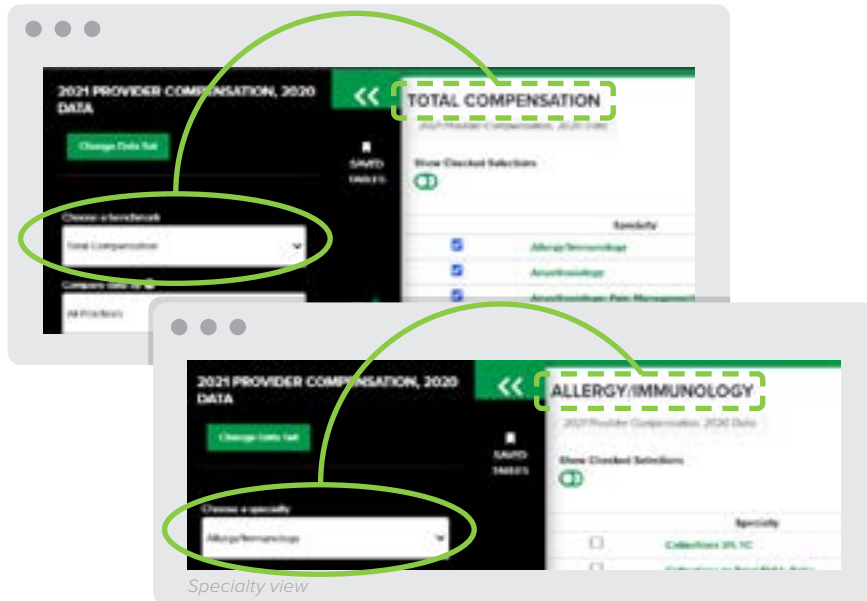 2021 PROVIDER COMPENSATION, 2020
DATA
Change Data Set
SAVED
TABLES
TOTAL COMPENSATION
2021 Provider Compensation, 2020 Data
Show Checked Selections
Choose a benchmark
Total Compensation
Compare data by
All Practices
Specialty
Allergy/Immunology
Anesthesiology
Anesthesiology: Pain Management
2021 PROVIDER COMPENSATION, 2020
DATA
Change Data Set
SAVED
TABLES
ALLERGY/IMMUNOLOGY
2021 Provider Compensation, 2020 Data
Show Checked Selections
Choose a specialty
Allergy/Immunology
Specialty
Specialty view